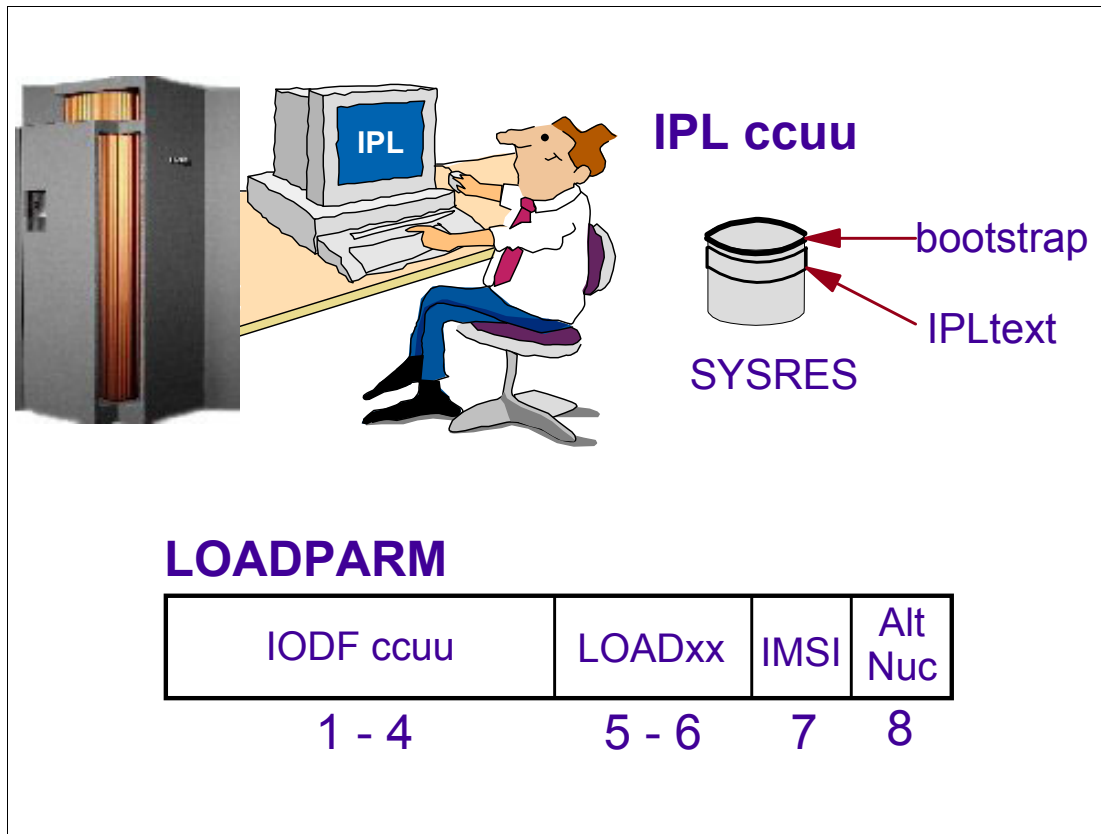 IPL
IPL ccuu
bootstrap
IPLtext
SYSRES
LOADPARM
IODF ccuu
LOADxx
IMSI
Alt
Nuc
1 - 4
5 - 6
7
8